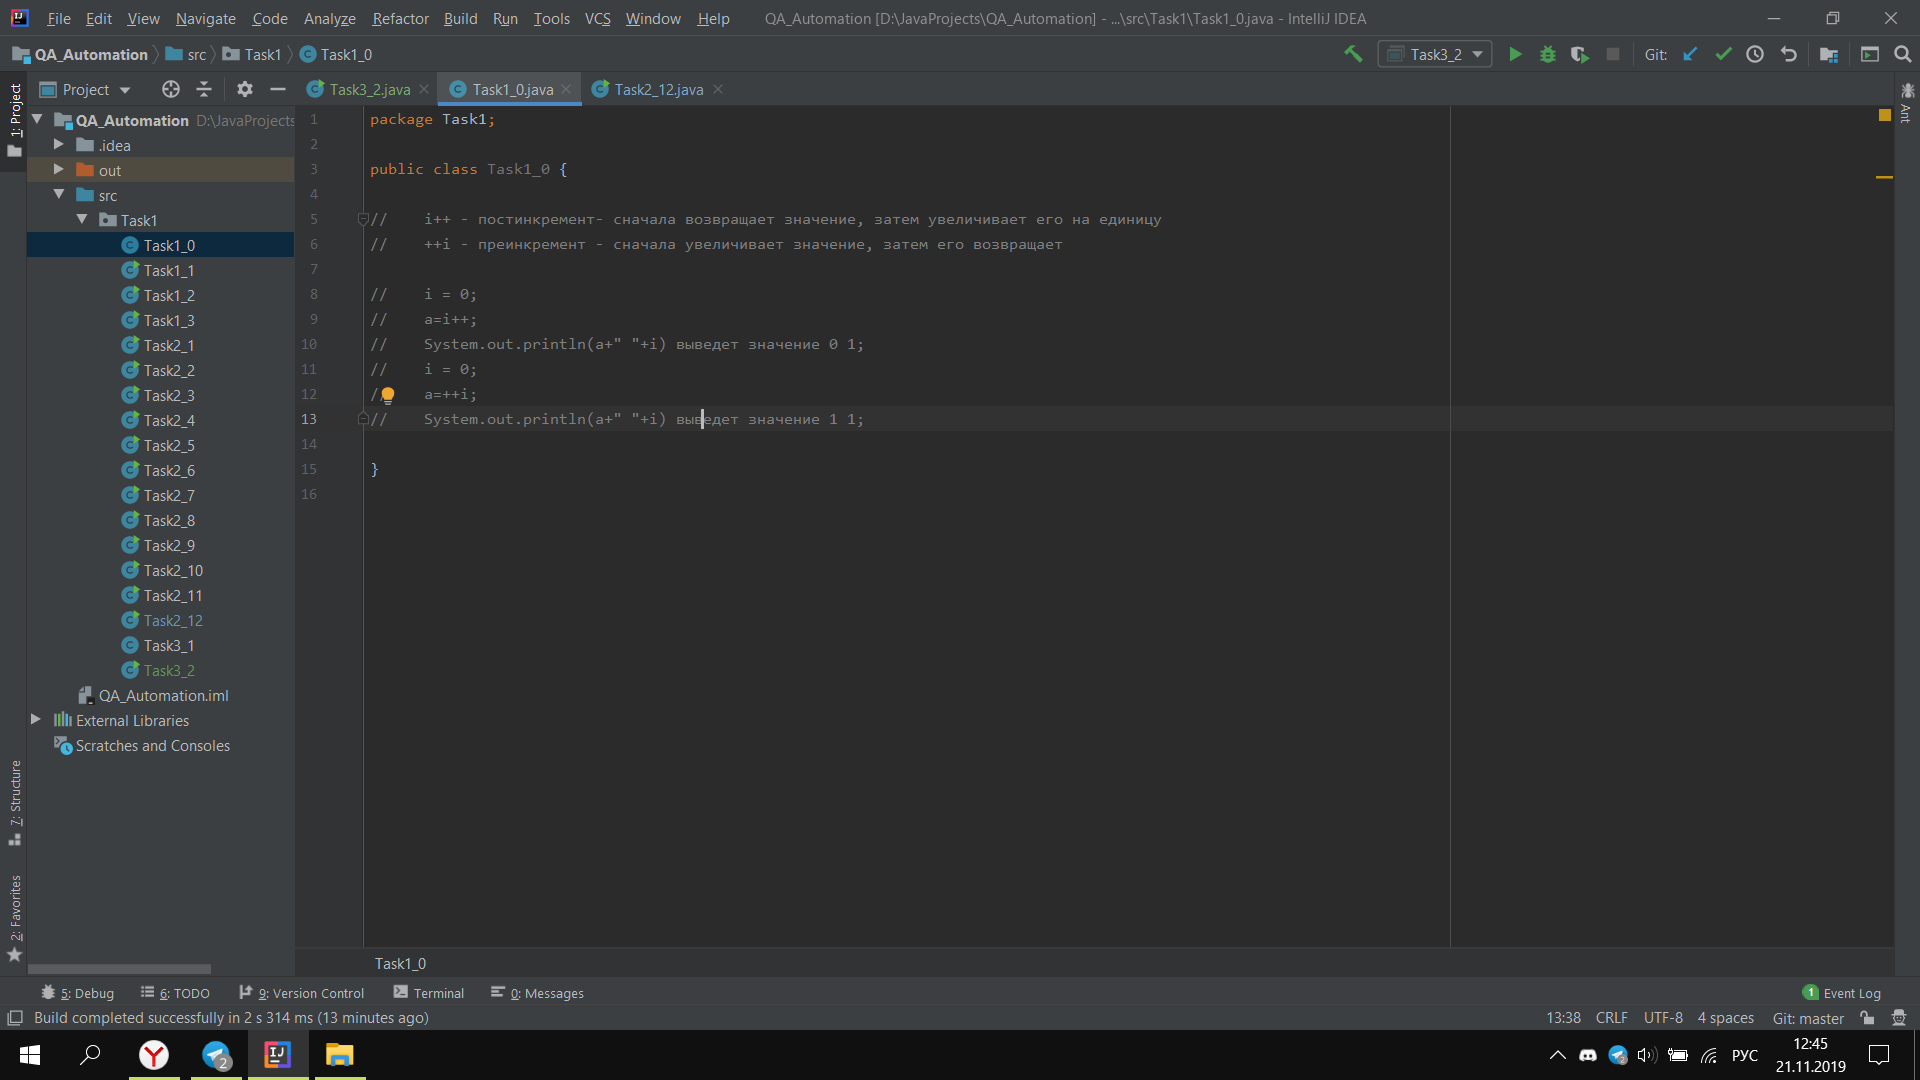 File Edit View Navigate Code Analyze Refactor Build Run Tools VCS Window Help QA_Automation [D:\JavaProjects\QA_Automation] - ...\src\Task1\Task1_0.java - IntelliJ IDEA
QA_Automation src Task1 Task1_0 Task3_2 Git:
Project Task3_2.java Task1_0.java Task2_12.java
1: Project
Ant
QA_Automation D:\JavaProjects
.idea
out
src
Task1
Task1_0
Task1_1
Task1_2
Task1_3
Task2_1
Task2_2
Task2_3
Task2_4
Task2_5
Task2_6
Task2_7
Task2_8
Task2_9
Task2_10
Task2_11
Task2_12
Task3_1
Task3_2
QA_Automation.iml
External Libraries
Scratches and Consoles
7: Structure
2: Favorites
1 package Task1;
2
3 public class Task1_0 {
4
5 // i++ - постинкремент- сначала возвращает значение, затем увеличивает его на единицу
6 // ++i - преинкремент - сначала увеличивает значение, затем его возвращает
7
8 // i = 0;
9 // a=i++;
10 // System.out.println(a+" "+i) выведет значение 0 1;
11 // i = 0;
12 // a=++i;
13 // System.out.println(a+" "+i) выведет значение 1 1;
14
15 }
16
Task1_0
5: Debug 6: TODO 9: Version Control Terminal 0: Messages 1 Event Log
Build completed successfully in 2 s 314 ms (13 minutes ago) 13:38 CRLF UTF-8 4 spaces Git: master
2 РУС 12:45
21.11.2019